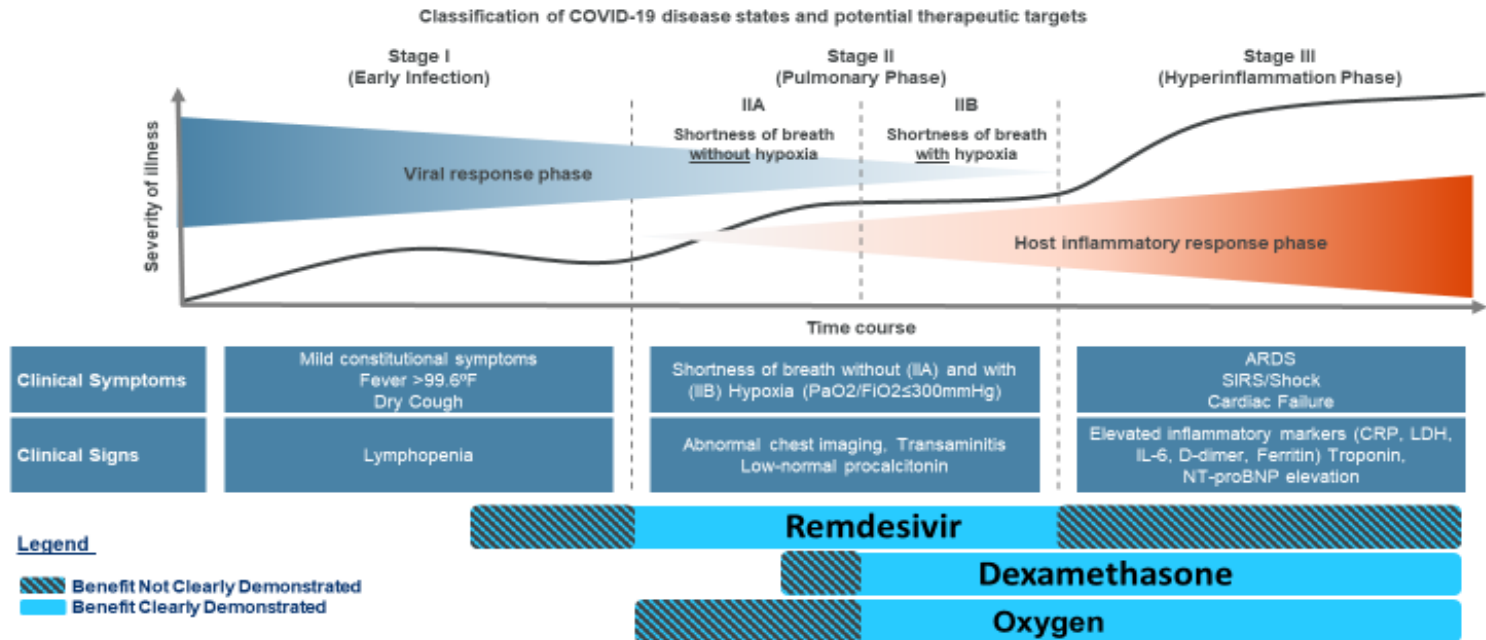 Classification of COVID-19 disease states and potential therapeutic targets
Stage I
(Early Infection)
Stage II
(Pulmonary Phase)
Stage III
(Hyperinflammation Phase)
IIA
Shortness of breath
without hypoxia
IIB
Shortness of breath
with hypoxia
Severity of illness
Viral response phase
Host inflammatory response phase
Time course
Clinical Symptoms
Mild constitutional symptoms
Fever >99.6ºF
Dry Cough
Shortness of breath without (IIA) and with
(IIB) Hypoxia (PaO2/FiO2≤300mmHg)
ARDS
SIRS/Shock
Cardiac Failure
Clinical Signs
Lymphopenia
Abnormal chest imaging, Transaminitis
Low-normal procalcitonin
Elevated inflammatory markers (CRP, LDH,
IL-6, D-dimer, Ferritin) Troponin,
NT-proBNP elevation
Remdesivir
Dexamethasone
Oxygen
Legend
Benefit Not Clearly Demonstrated
Benefit Clearly Demonstrated